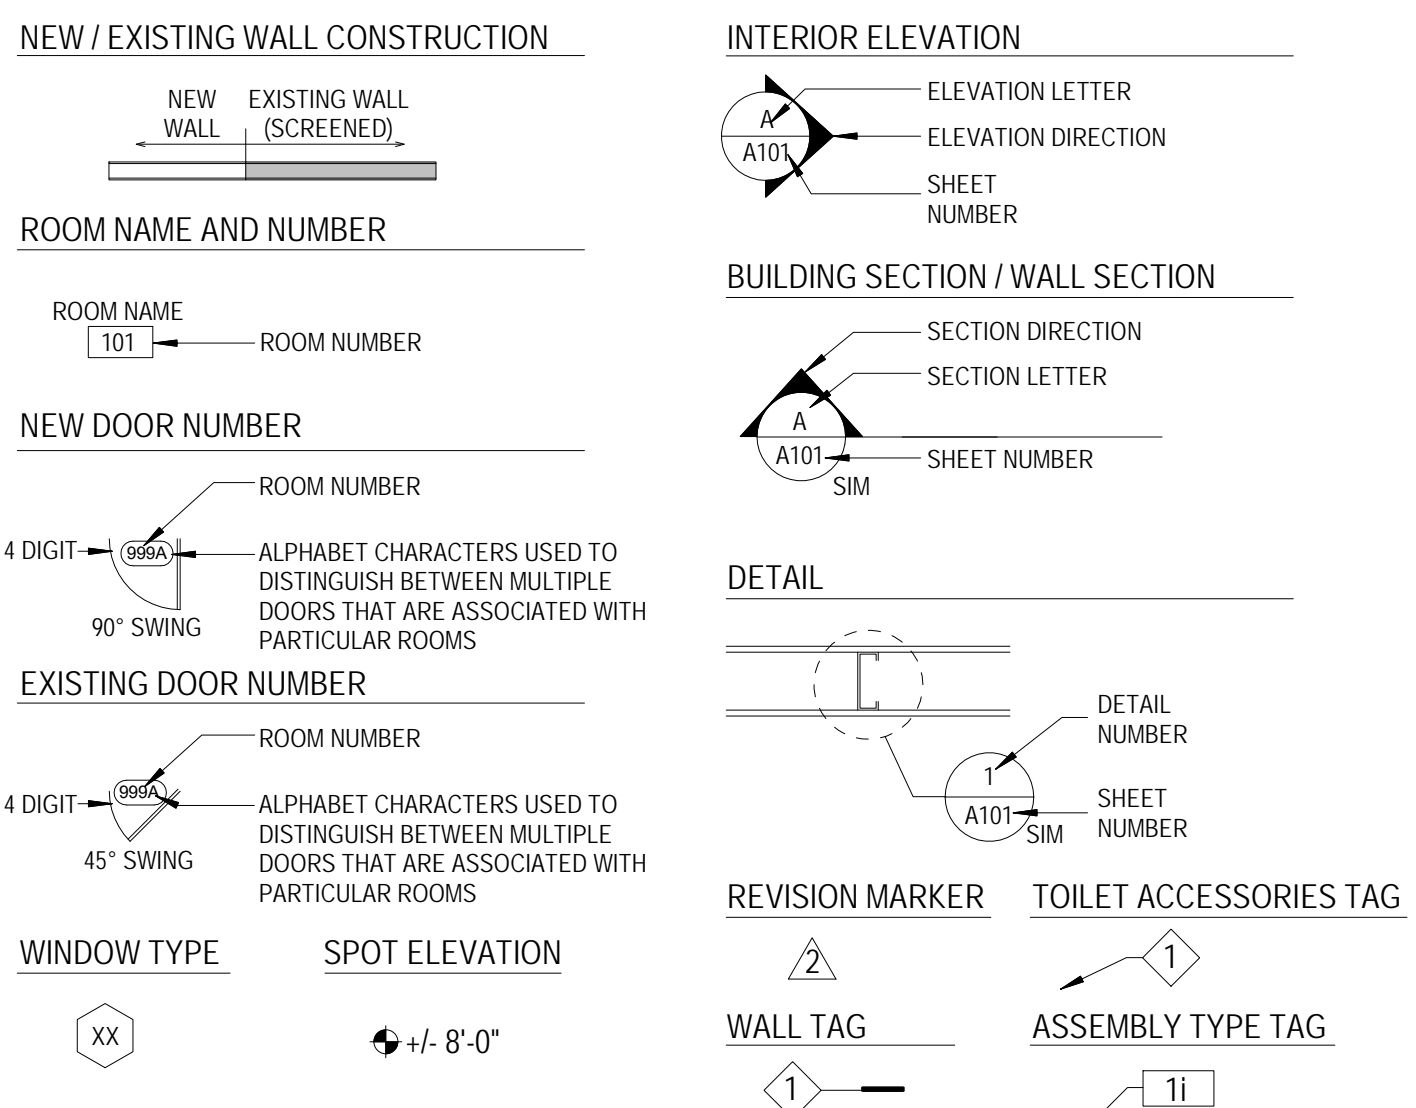 NEW / EXISTING WALL CONSTRUCTION
NEW
WALL
EXISTING WALL
(SCREENED)
ROOM NAME AND NUMBER
ROOM NAME
101
ROOM NUMBER
NEW DOOR NUMBER
ROOM NUMBER
4 DIGIT
999A
ALPHABET CHARACTERS USED TO
DISTINGUISH BETWEEN MULTIPLE
DOORS THAT ARE ASSOCIATED WITH
PARTICULAR ROOMS
90° SWING
EXISTING DOOR NUMBER
ROOM NUMBER
4 DIGIT
999A
ALPHABET CHARACTERS USED TO
DISTINGUISH BETWEEN MULTIPLE
DOORS THAT ARE ASSOCIATED WITH
PARTICULAR ROOMS
45° SWING
WINDOW TYPE
XX
SPOT ELEVATION
+/- 8'-0"
INTERIOR ELEVATION
A
A101
ELEVATION LETTER
ELEVATION DIRECTION
SHEET
NUMBER
BUILDING SECTION / WALL SECTION
SECTION DIRECTION
SECTION LETTER
A
A101
SHEET NUMBER
SIM
DETAIL
DETAIL
NUMBER
1
A101
SIM
SHEET
NUMBER
REVISION MARKER
2
TOILET ACCESSORIES TAG
1
WALL TAG
1
ASSEMBLY TYPE TAG
1i